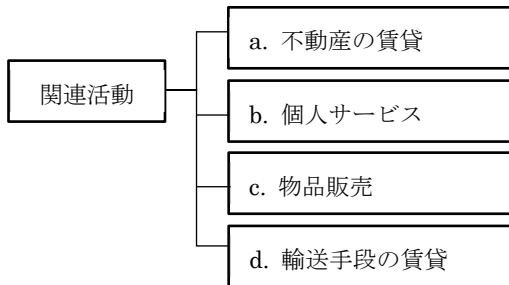 関連活動
a. 不動産の賃貸
b. 個人サービス
c. 物品販売
d. 輸送手段の賃貸